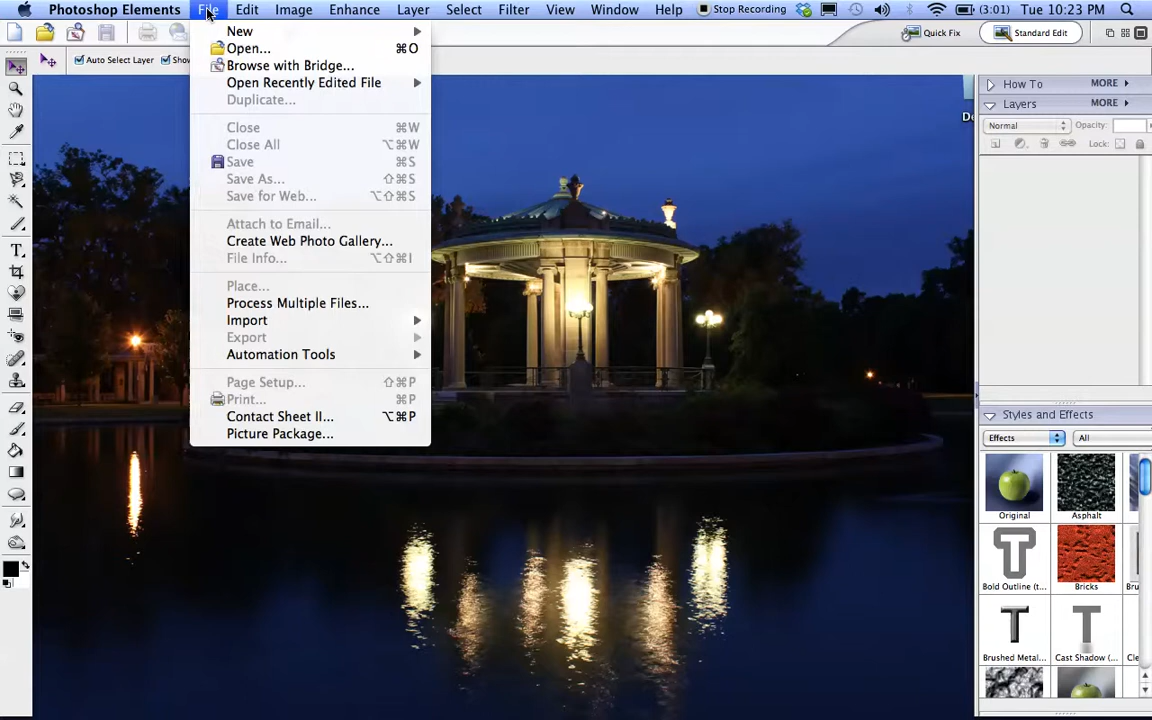 Photoshop Elements File Edit Image Enhance Layer Select Filter View Window Help Stop Recording (3:01) Tue 10:23 PM
Quick Fix Standard Edit
Auto Select Layer
New
Open... ⌘O
Browse with Bridge...
Open Recently Edited File
Duplicate...
Close ⌘W
Close All ⌥⌘W
Save ⌘S
Save As... ⇧⌘S
Save for Web... ⌥⇧⌘S
Attach to Email...
Create Web Photo Gallery...
File Info... ⌥⇧⌘I
Place...
Process Multiple Files...
Import
Export
Automation Tools
Page Setup... ⇧⌘P
Print... ⌘P
Contact Sheet II... ⌥⌘P
Picture Package...
How To MORE
Layers MORE
Normal Opacity:
Lock:
Styles and Effects
Effects All
Original Asphalt
Bold Outline (t... Bricks
Brushed Metal... Cast Shadow (...